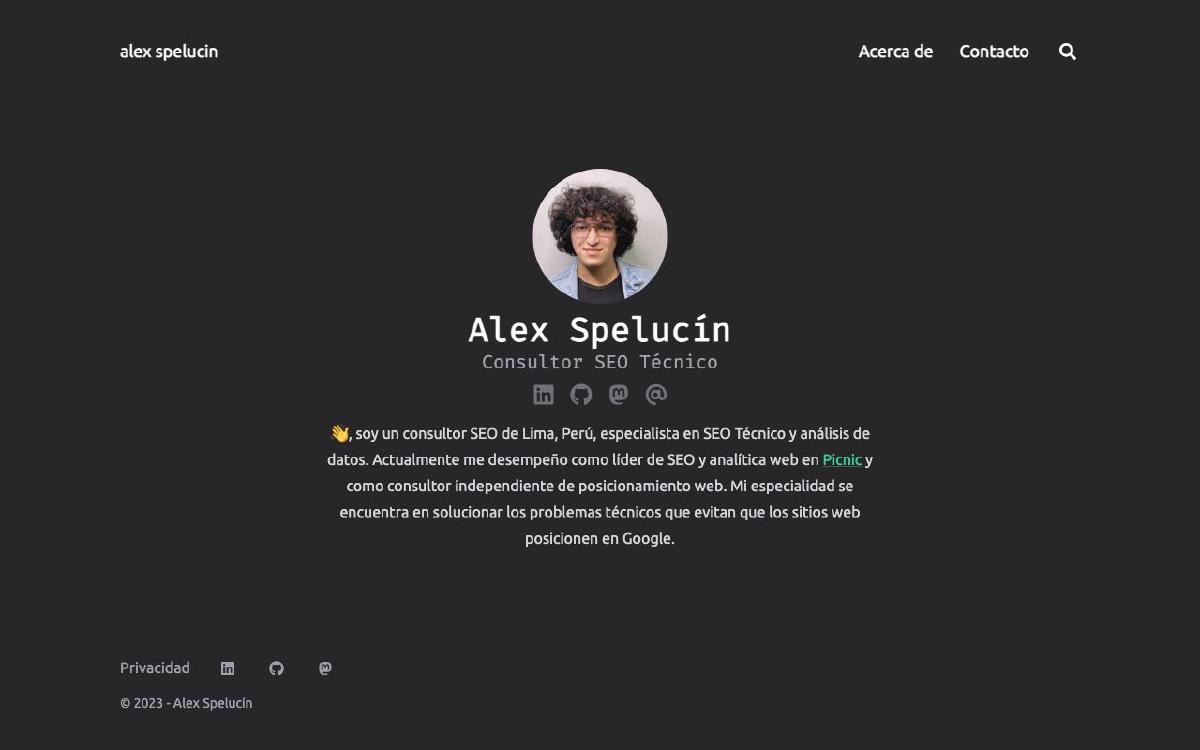 alex spelucin
Acerca de
Contacto
Alex Spelucín
Consultor SEO Técnico
👋, soy un consultor SEO de Lima, Perú, especialista en SEO Técnico y análisis de
datos. Actualmente me desempeño como líder de SEO y analítica web en Picnic y
como consultor independiente de posicionamiento web. Mi especialidad se
encuentra en solucionar los problemas técnicos que evitan que los sitios web
posicionen en Google.
Privacidad
© 2023 - Alex Spelucín